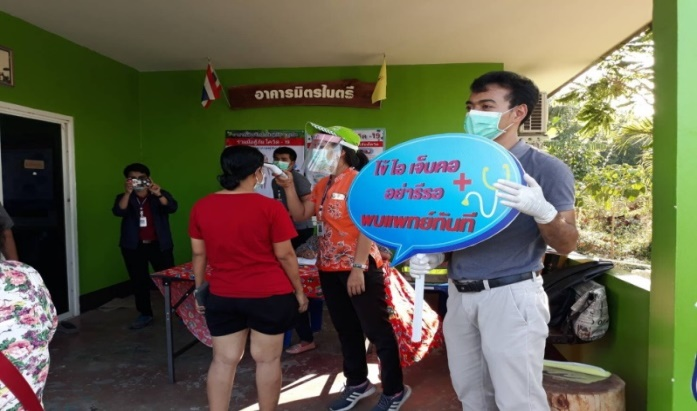 อาคารมิตรไมตรี
ไข้ ไอ เจ็บคอ
อย่ารีรอ
พบแพทย์ทันที